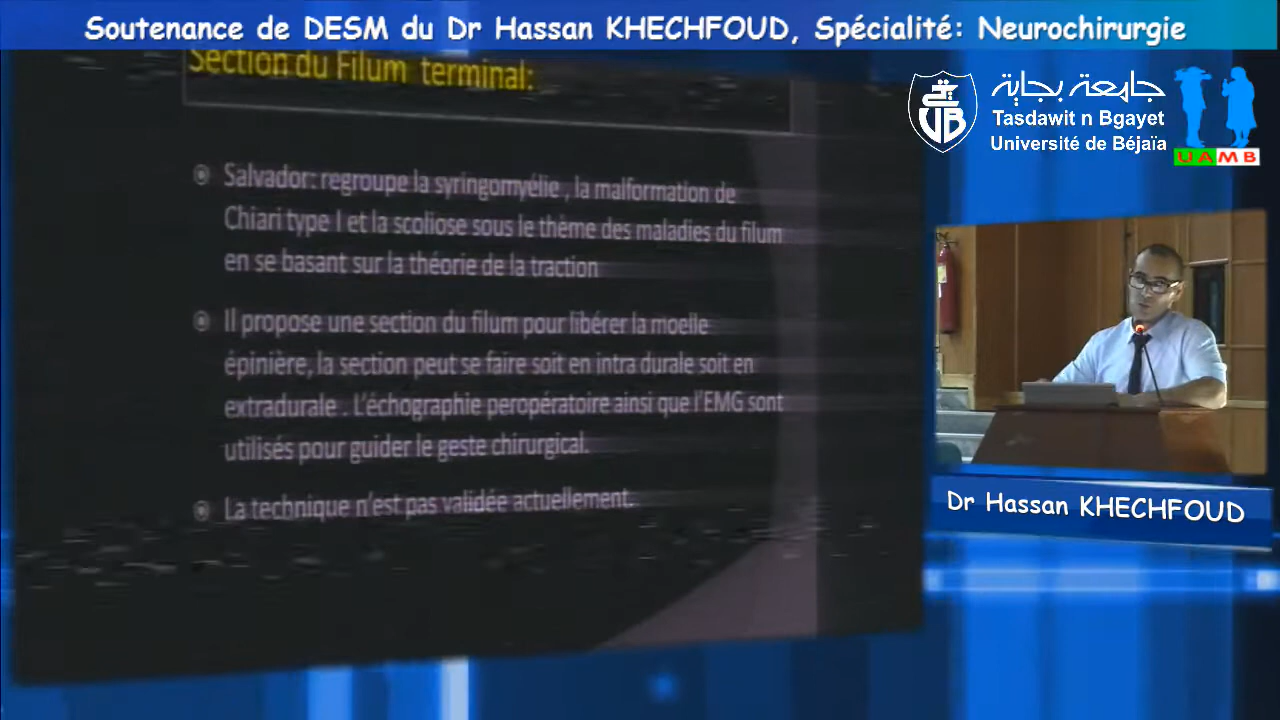 Soutenance de DESM du Dr Hassan KHECHFOUD, Spécialité: Neurochirurgie
Section du Filum terminal:
Salvador: regroupe la syringomyelie , la malformation de
Chiari type I et la scoliose sous le thème des maladies du filum
en se basant sur la théorie de la traction
Il propose une section du filum pour libérer la moelle
épinière, la section peut se faire soit en intra durale soit en
extradurale . L'échographie peropératoire ainsi que l'EMG sont
utilisés pour guider le geste chirurgical.
La technique n'est pas validée actuellement.
UB
جامعة بجاية
Tasdawit n Bgayet
Université de Béjaïa
UAMB
Dr Hassan KHECHFOUD